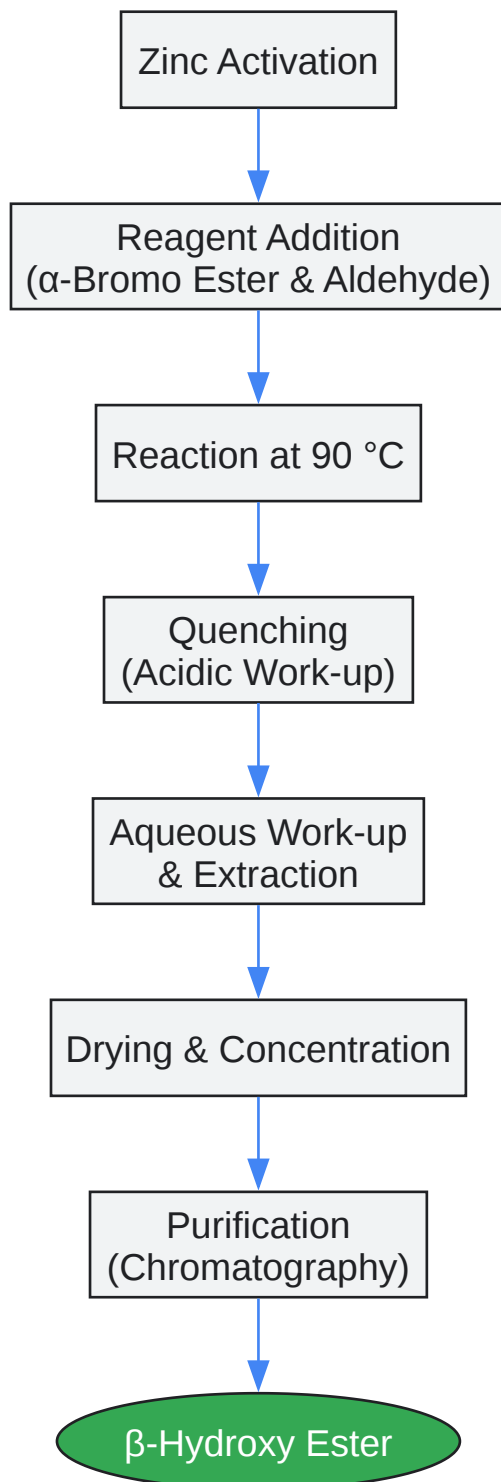 Zinc Activation
Reagent Addition
(α-Bromo Ester & Aldehyde)
Reaction at 90 °C
Quenching
(Acidic Work-up)
Aqueous Work-up
& Extraction
Drying & Concentration
Purification
(Chromatography)
β-Hydroxy Ester